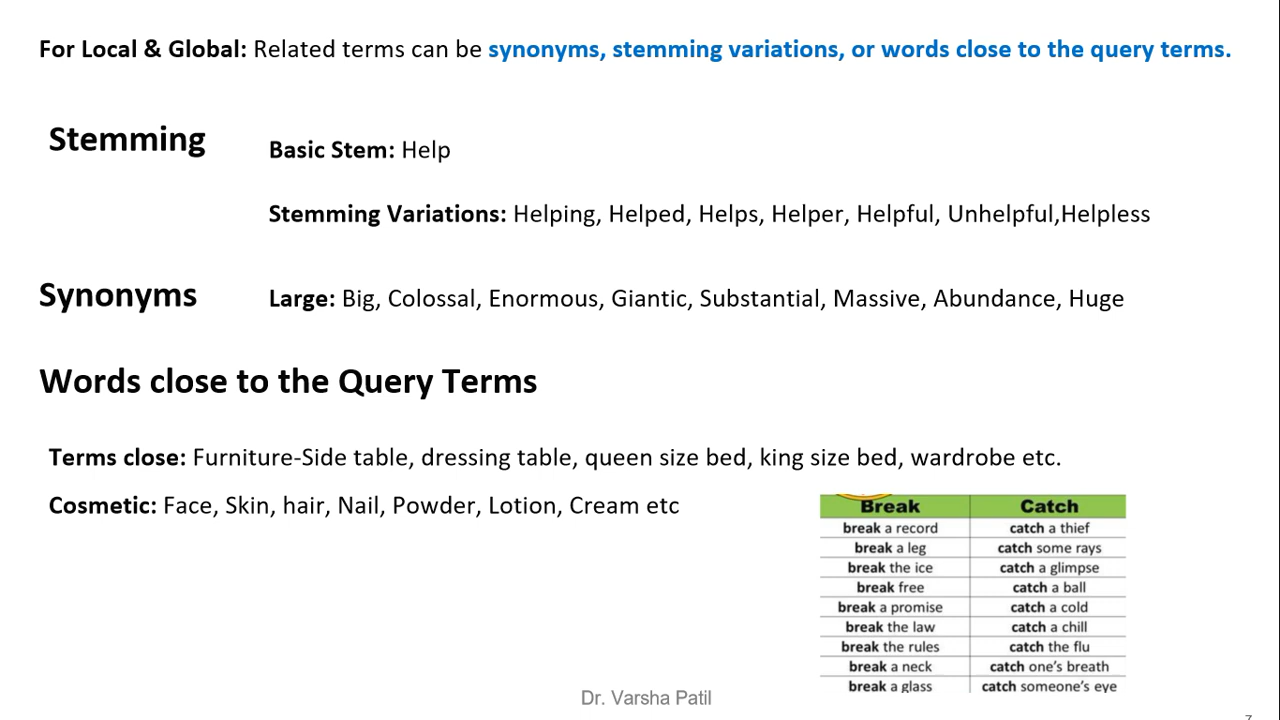 For Local & Global: Related terms can be synonyms, stemming variations, or words close to the query terms.
Stemming
Basic Stem: Help
Stemming Variations: Helping, Helped, Helps, Helper, Helpful, Unhelpful,Helpless
Synonyms
Large: Big, Colossal, Enormous, Giantic, Substantial, Massive, Abundance, Huge
Words close to the Query Terms
Terms close: Furniture-Side table, dressing table, queen size bed, king size bed, wardrobe etc.
Cosmetic: Face, Skin, hair, Nail, Powder, Lotion, Cream etc
Break Catch
break a record catch a thief
break a leg catch some rays
break the ice catch a glimpse
break free catch a ball
break a promise catch a cold
break the law catch a chill
break the rules catch the flu
break a neck catch one's breath
break a glass catch someone's eye
Dr. Varsha Patil
7